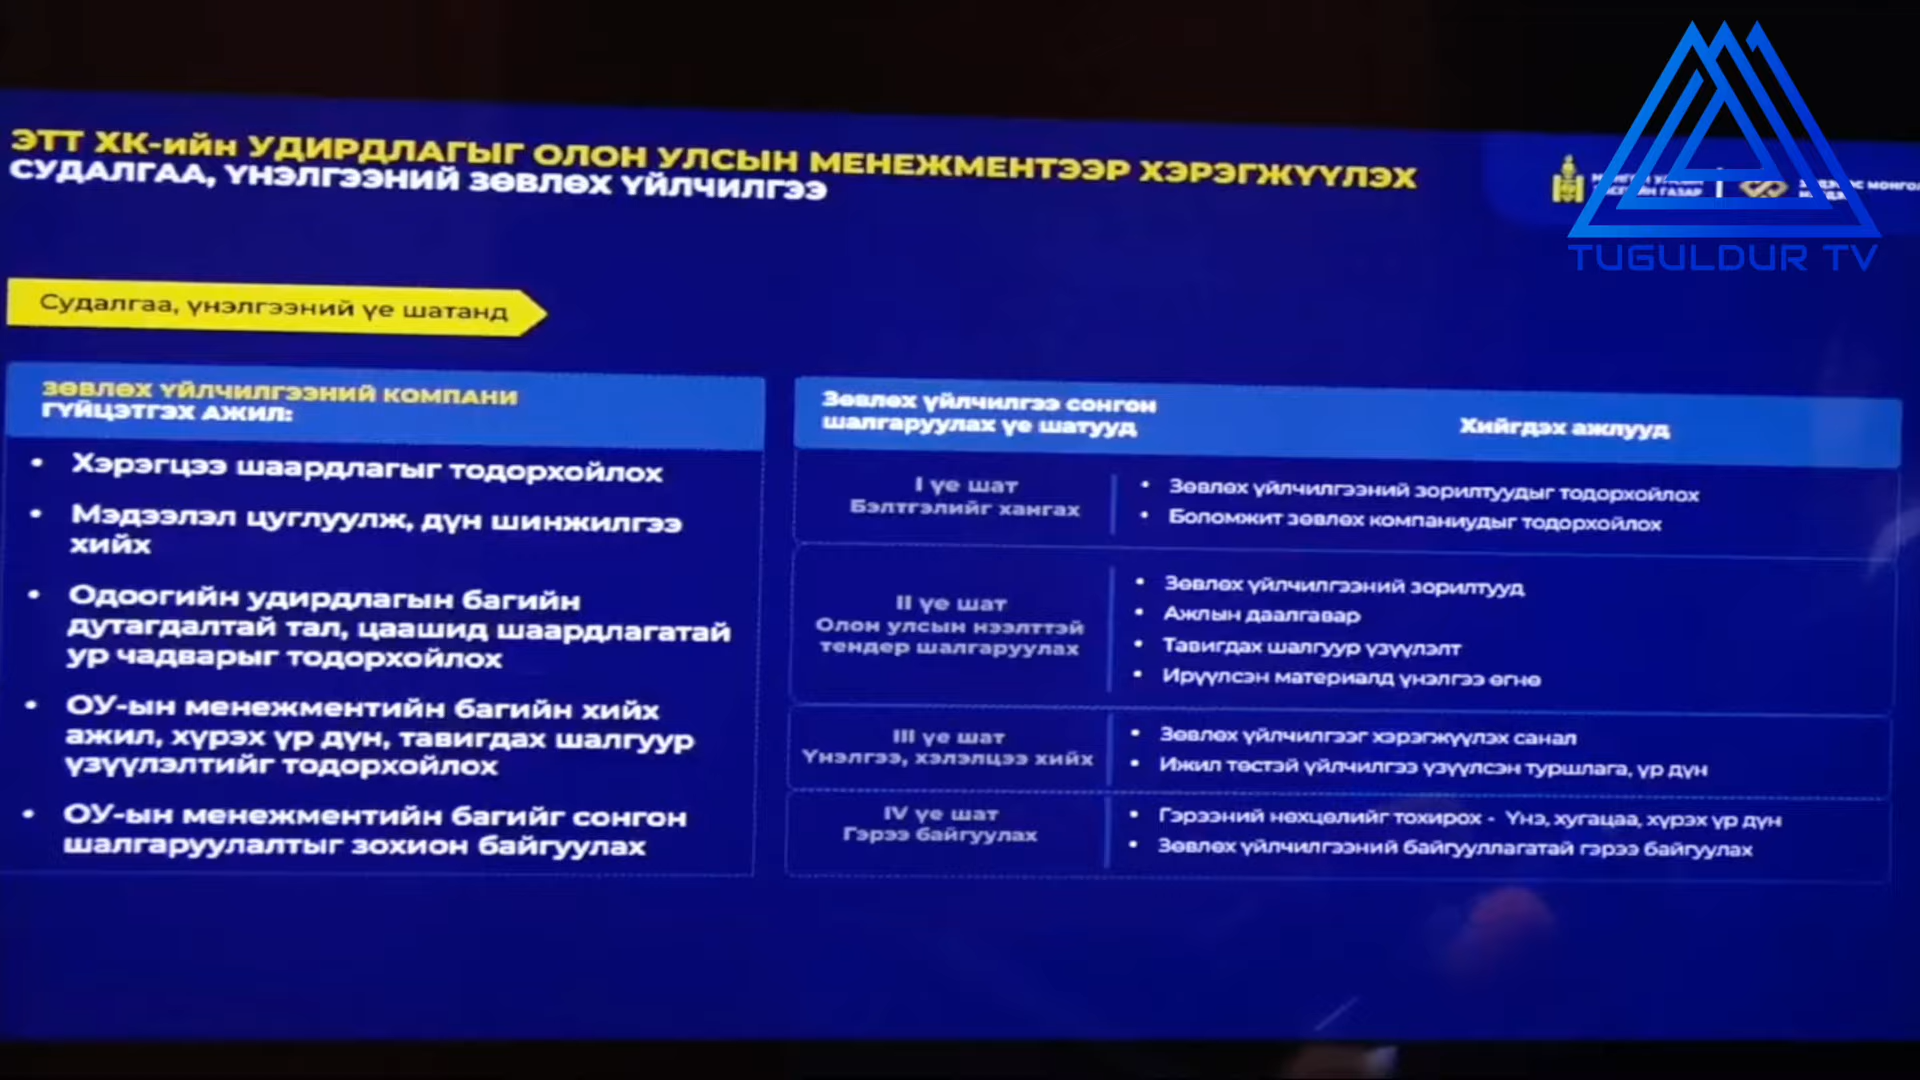 ЭТТ ХК-ийн УДИРДЛАГЫГ ОЛОН УЛСЫН МЕНЕЖМЕНТЭЭР ХЭРЭГЖҮҮЛЭХ
СУДАЛГАА, ҮНЭЛГЭЭНИЙ ЗӨВЛӨХ ҮЙЛЧИЛГЭЭ
TUGULDUR TV
Судалгаа, үнэлгээний үе шатанд
ЗӨВЛӨХ ҮЙЛЧИЛГЭЭНИЙ КОМПАНИ
ГҮЙЦЭТГЭХ АЖИЛ:
• Хэрэгцээ шаардлагыг тодорхойлох
• Мэдээлэл цуглуулж, дүн шинжилгээ
хийх
• Одоогийн удирдлагын багийн
дутагдалтай тал, цаашид шаардлагатай
ур чадварыг тодорхойлох
• ОУ-ын менежментийн багийн хийх
ажил, хүрэх үр дүн, тавигдах шалгуур
үзүүлэлтийг тодорхойлох
• ОУ-ын менежментийн багийг сонгон
шалгаруулалтыг зохион байгуулах
Зөвлөх үйлчилгээ сонгон
шалгаруулах үе шатууд
Хийгдэх ажлууд
I үе шат
Бэлтгэлийг хангах
• Зөвлөх үйлчилгээний зорилтуудыг тодорхойлох
• Боломжит зөвлөх компаниудыг тодорхойлох
II үе шат
Олон улсын нээлттэй
тендер шалгаруулах
• Зөвлөх үйлчилгээний зорилтууд
• Ажлын даалгавар
• Тавигдах шалгуур үзүүлэлт
• Ирүүлсэн материалд үнэлгээ өгнө
III үе шат
Үнэлгээ, хэлэлцээ хийх
• Зөвлөх үйлчилгээг хэрэгжүүлэх санал
• Ижил төстэй үйлчилгээ үзүүлсэн туршлага, үр дүн
IV үе шат
Гэрээ байгуулах
• Гэрээний нөхцөлийг тохирох - Үнэ, хугацаа, хүрэх үр дүн
• Зөвлөх үйлчилгээний байгууллагатай гэрээ байгуулах